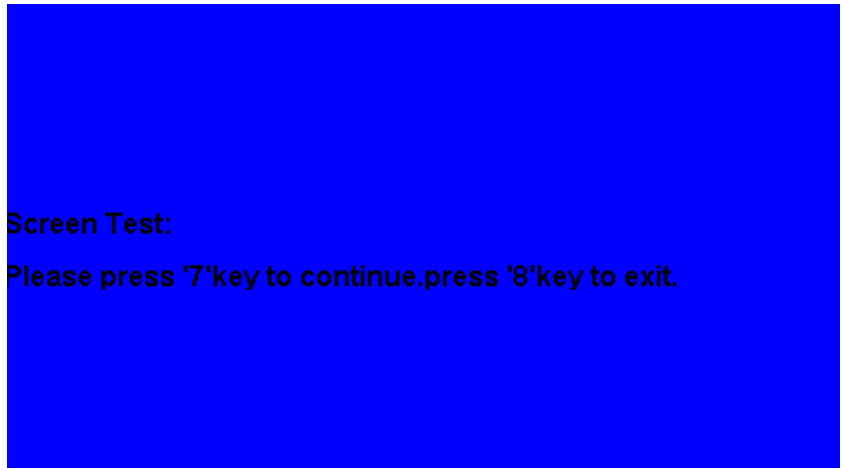 Screen Test:
Please press '7'key to continue.press '8'key to exit.